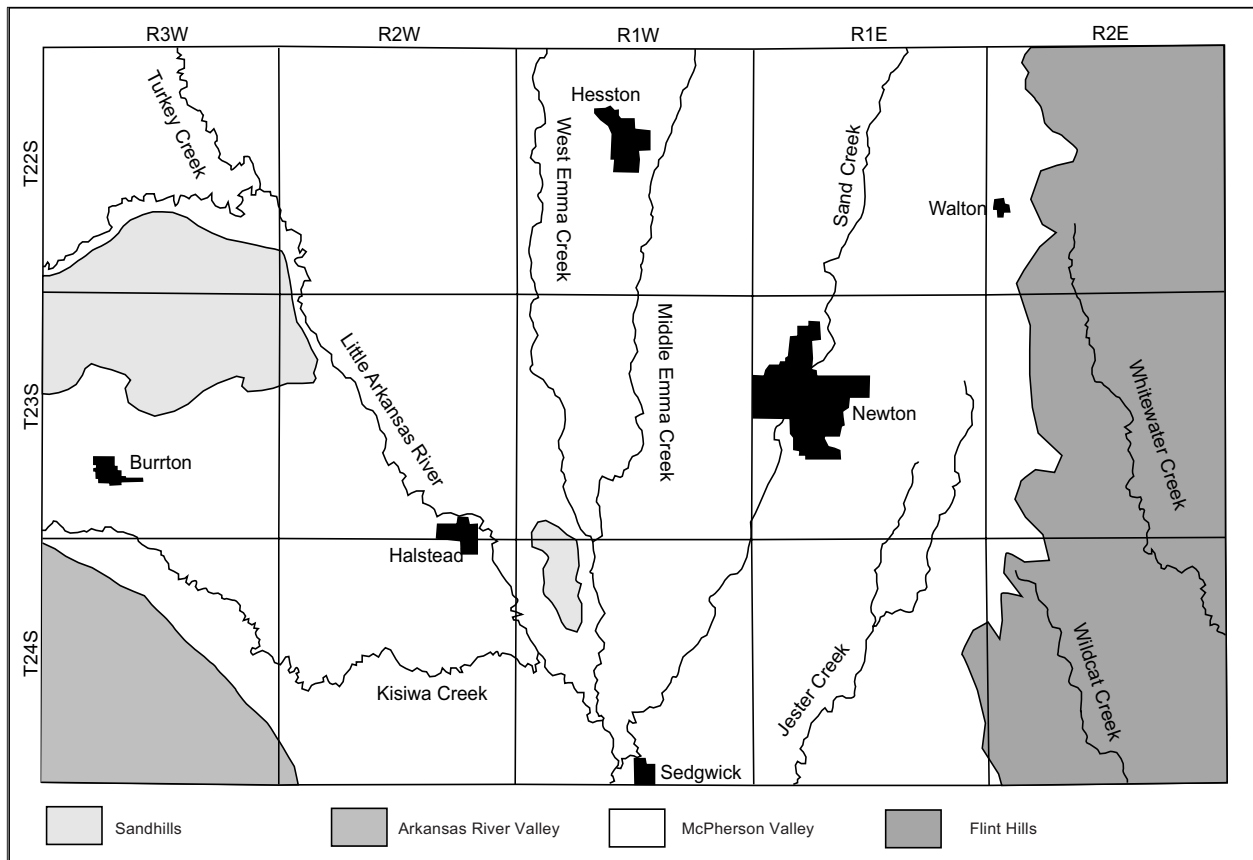 R3W
R2W
R1W
R1E
R2E
T22S
T23S
T24S
Turkey Creek
West Emma Creek
Hesston
Sand Creek
Walton
Little Arkansas River
Middle Emma Creek
Newton
Whitewater Creek
Burrton
Halstead
Kisiwa Creek
Jester Creek
Wildcat Creek
Sedgwick
Sandhills
Arkansas River Valley
McPherson Valley
Flint Hills